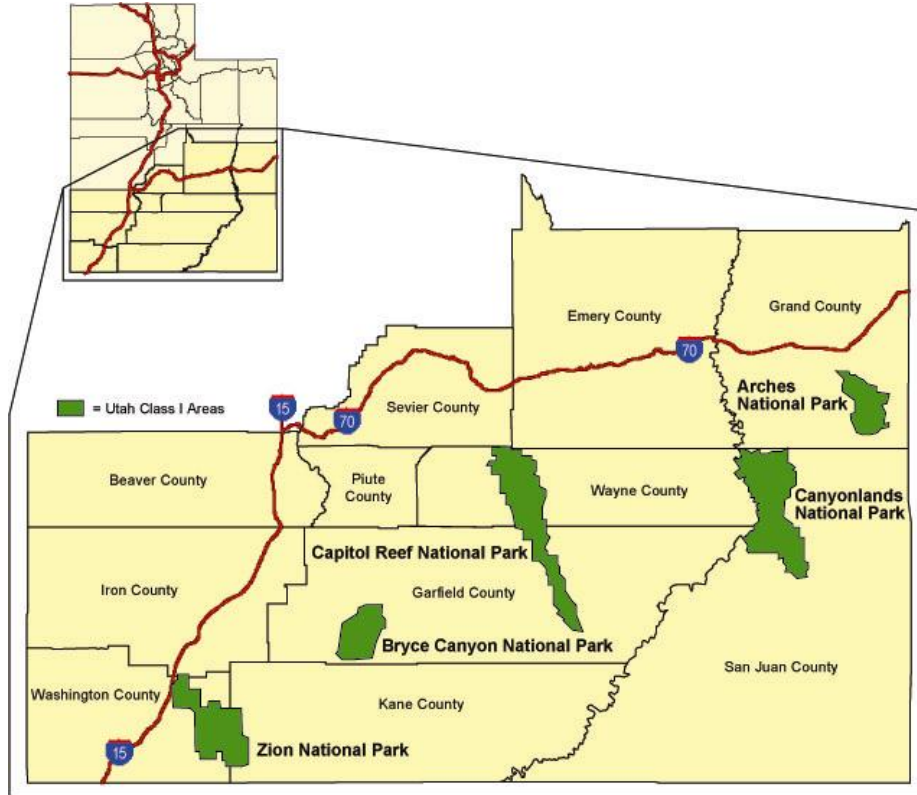 Emery County
Grand County
70
Arches
National Park
= Utah Class I Areas
15
70
Sevier County
Beaver County
Piute
County
Wayne County
Canyonlands
National Park
Capitol Reef National Park
Iron County
Garfield County
Bryce Canyon National Park
San Juan County
Washington County
Kane County
15
Zion National Park